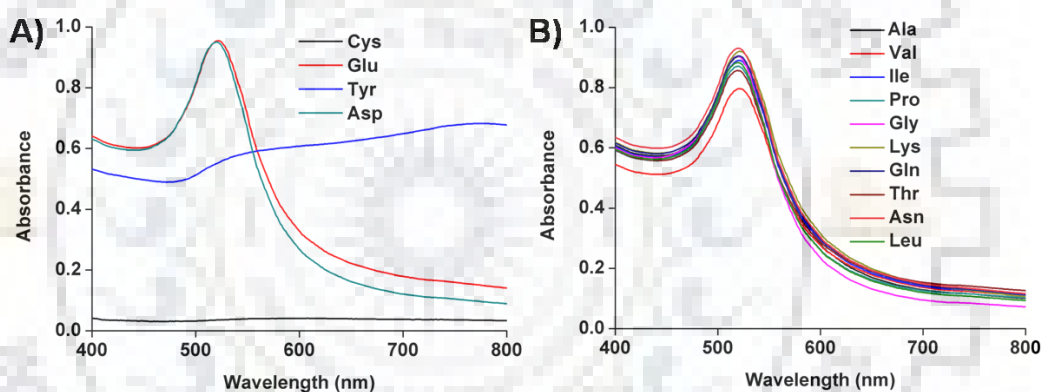 A)
1.0
0.8
0.6
0.4
0.2
0.0
Absorbance
400 500 600 700 800
Wavelength (nm)
Cys
Glu
Tyr
Asp
B)
1.0
0.8
0.6
0.4
0.2
0.0
Absorbance
400 500 600 700 800
Wavelength (nm)
Ala
Val
Ile
Pro
Gly
Lys
Gln
Thr
Asn
Leu